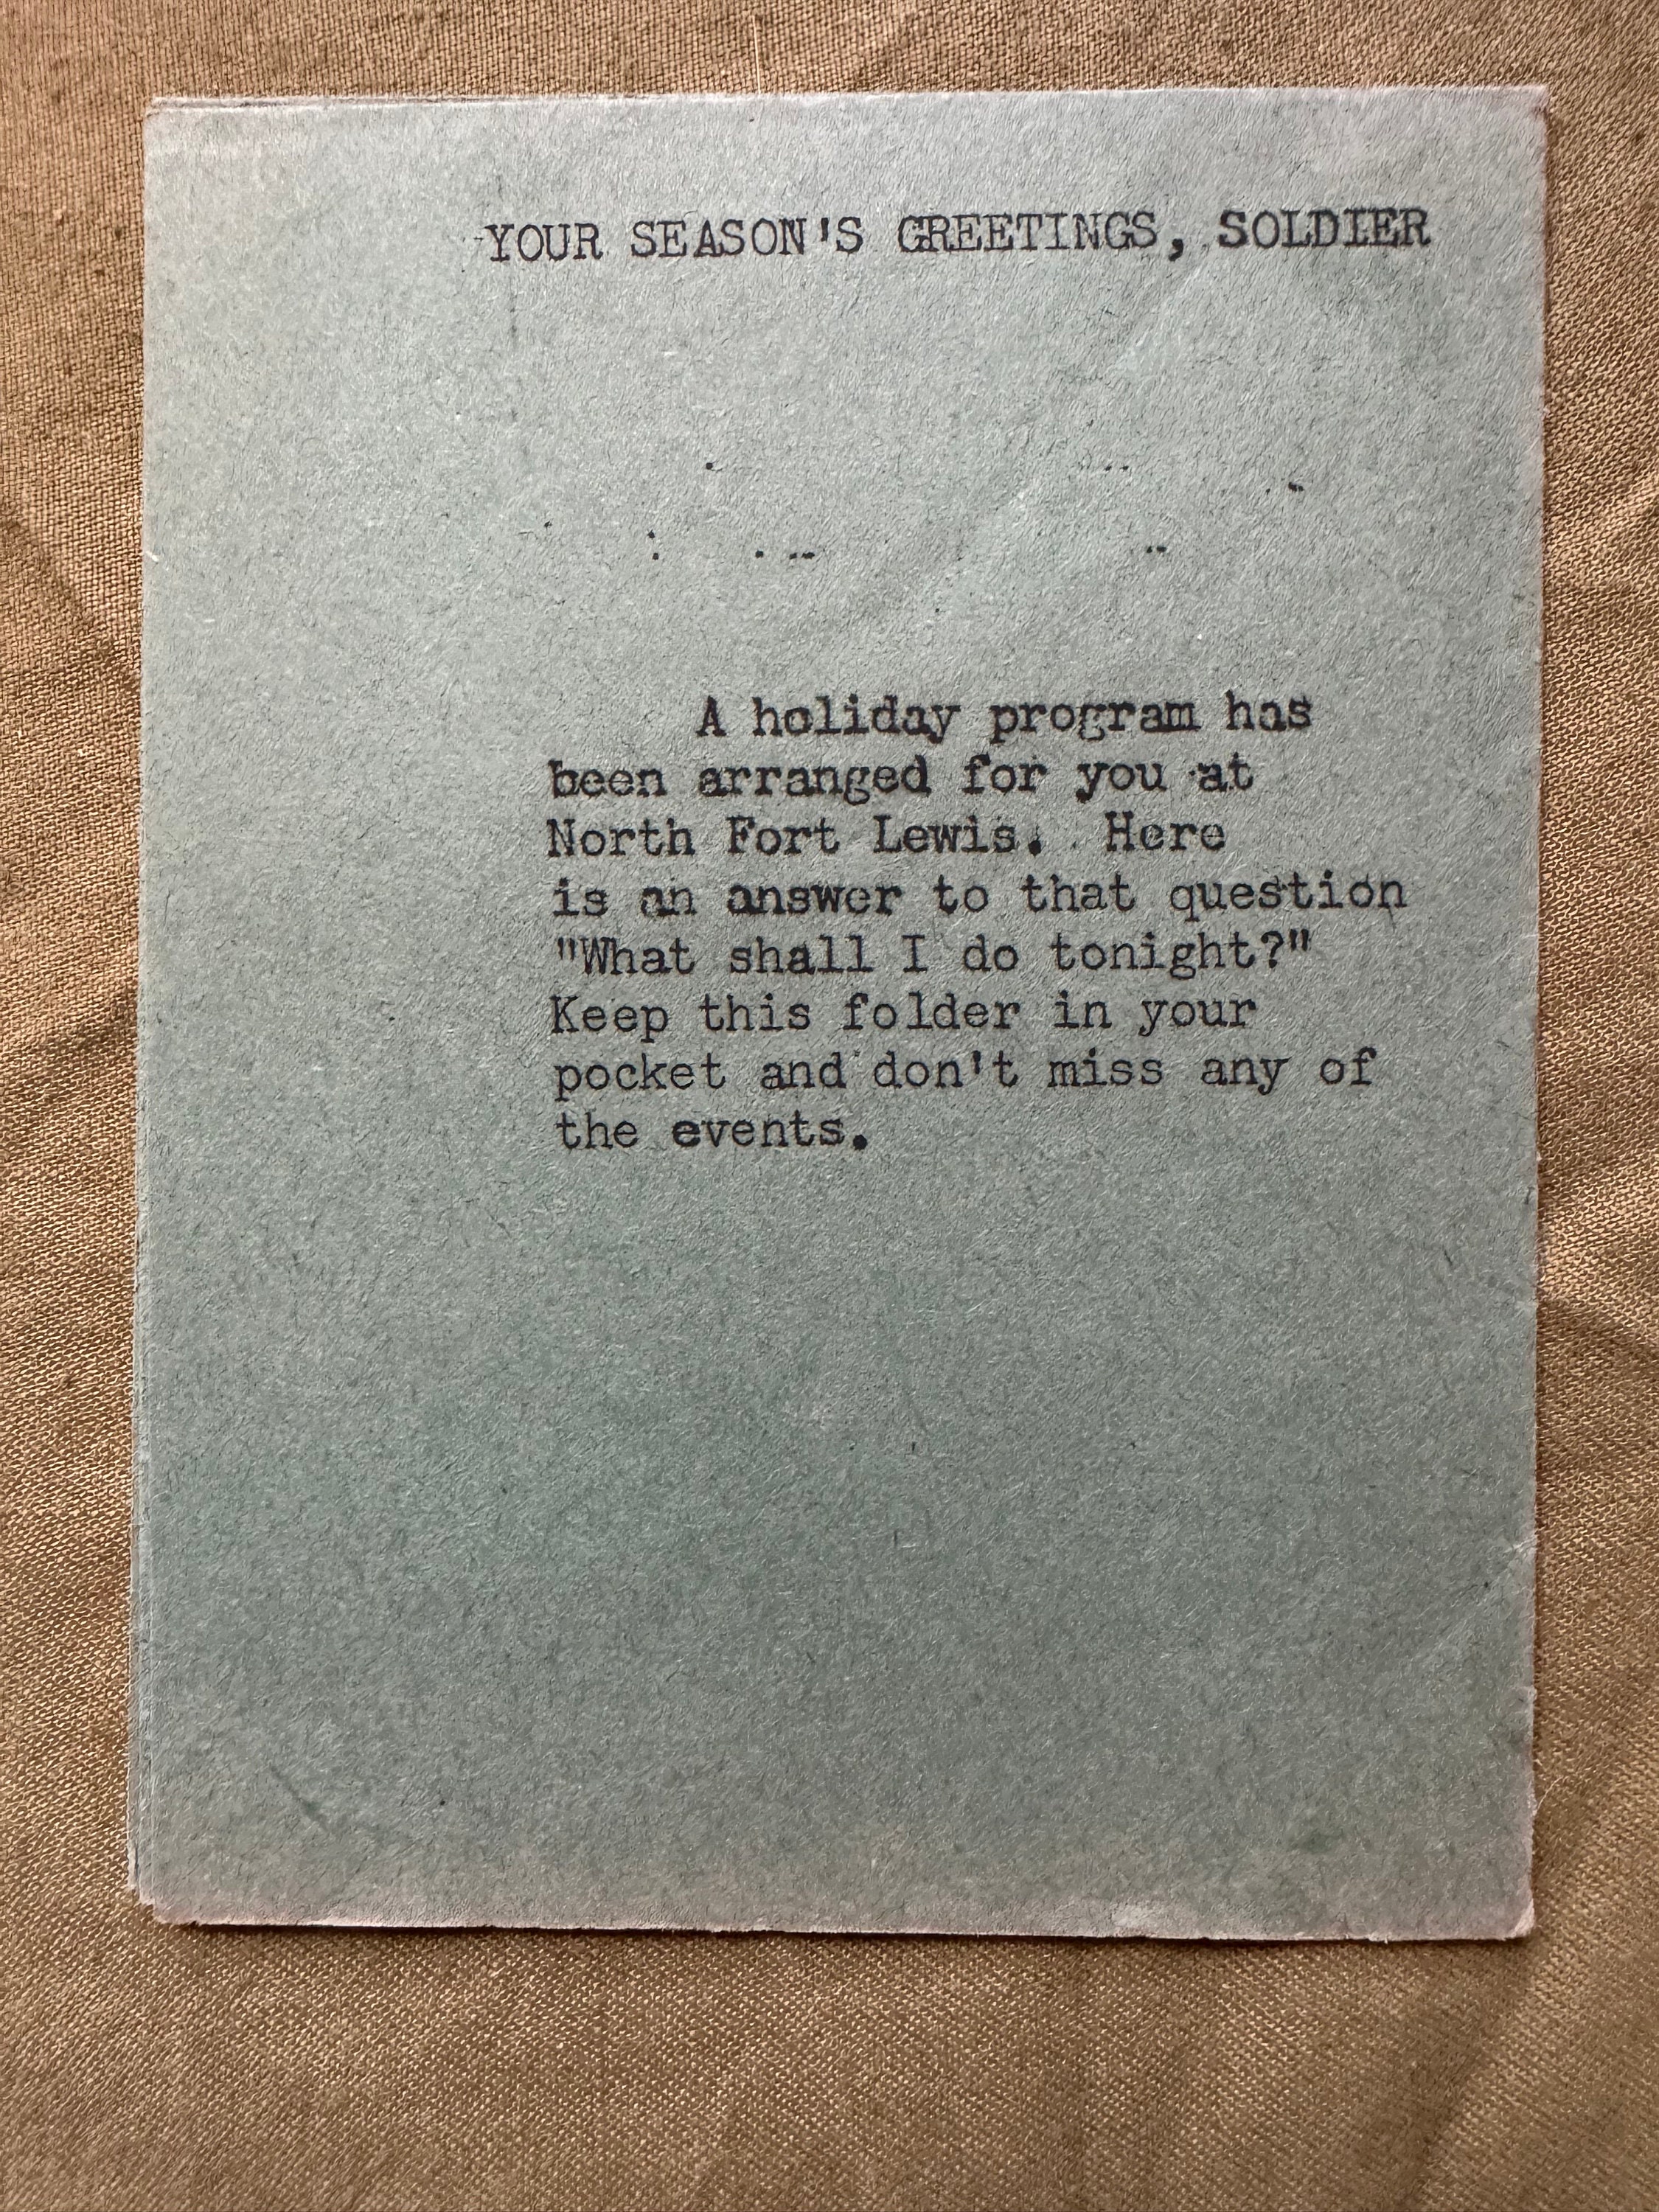 YOUR SEASON'S GREETINGS, SOLDIER
A holiday program has
been arranged for you at
North Fort Lewis. Here
is an answer to that question
"What shall I do tonight?"
Keep this folder in your
pocket and don't miss any of
the events.